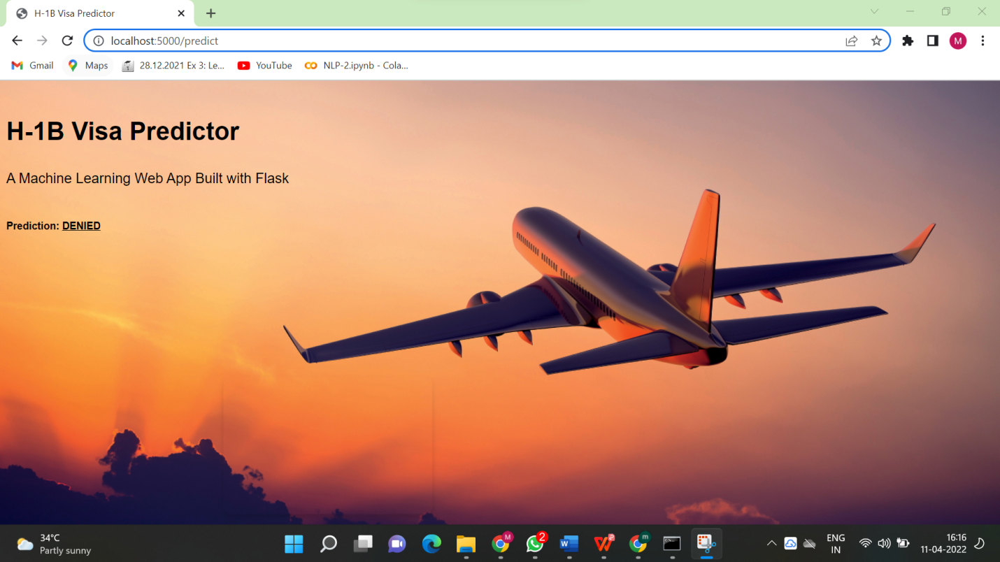 H-1B Visa Predictor
localhost:5000/predict
M
Gmail
Maps
28.12.2021 Ex 3: Le...
YouTube
NLP-2.ipynb - Cola...
H-1B Visa Predictor
A Machine Learning Web App Built with Flask
Prediction: DENIED
34°C
Partly sunny
M
2
W
m
ENG
IN
16:16
11-04-2022